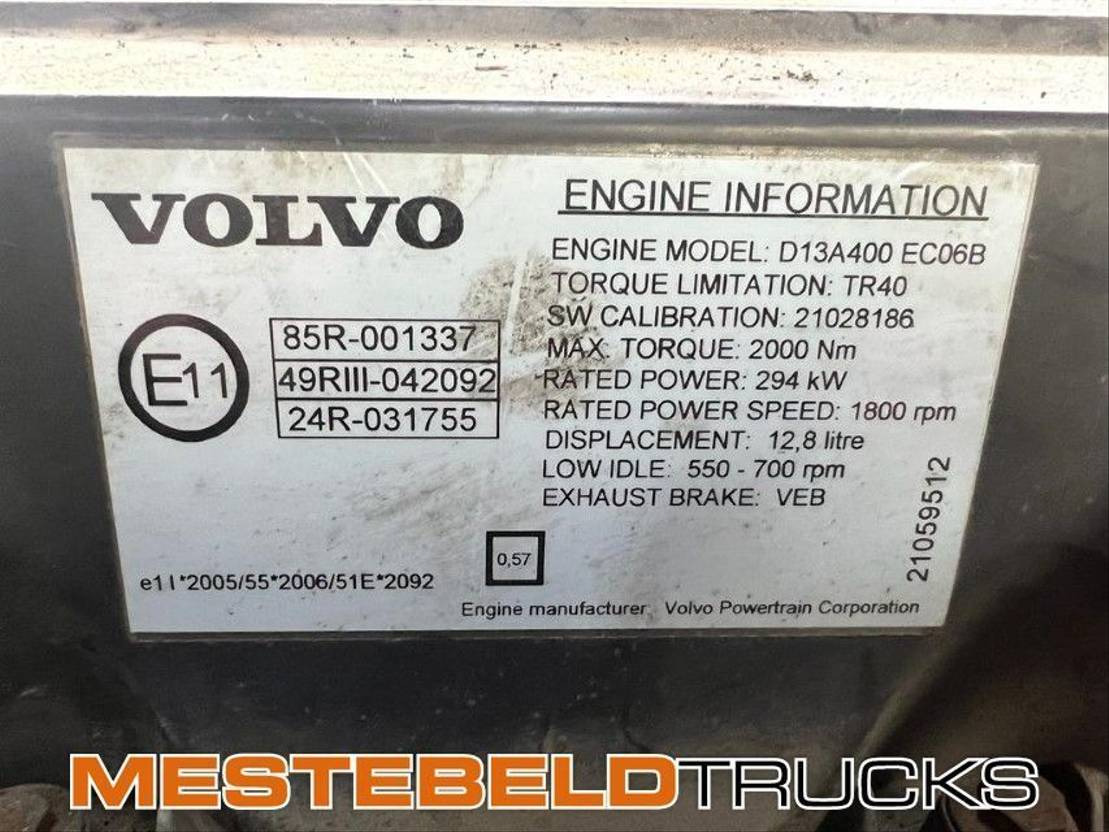 VOLVO
E11
85R-001337
49RIII-042092
24R-031755
ENGINE INFORMATION
ENGINE MODEL: D13A400 EC06B
TORQUE LIMITATION: TR40
SW CALIBRATION: 21028186
MAX. TORQUE: 2000 Nm
RATED POWER: 294 kW
RATED POWER SPEED: 1800 rpm
DISPLACEMENT: 12,8 litre
LOW IDLE: 550 - 700 rpm
EXHAUST BRAKE: VEB
21059512
0,57
e11*2005/55*2006/51E*2092
Engine manufacturer: Volvo Powertrain Corporation
MESTEBELDTRUCKS